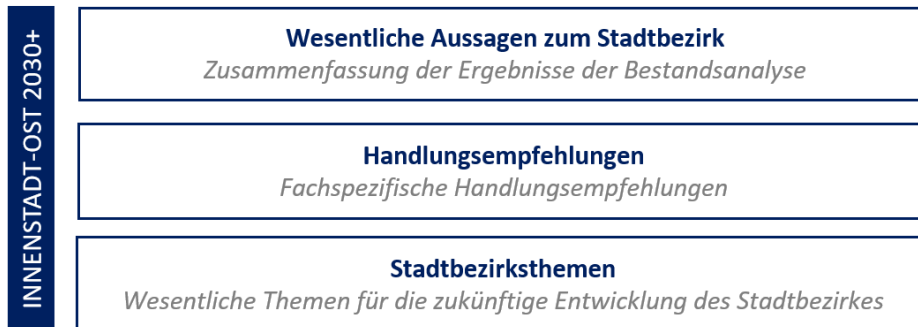 INNENSTADT-OST 2030+
Wesentliche Aussagen zum Stadtbezirk
Zusammenfassung der Ergebnisse der Bestandsanalyse
Handlungsempfehlungen
Fachspezifische Handlungsempfehlungen
Stadtbezirksthemen
Wesentliche Themen für die zukünftige Entwicklung des Stadtbezirkes